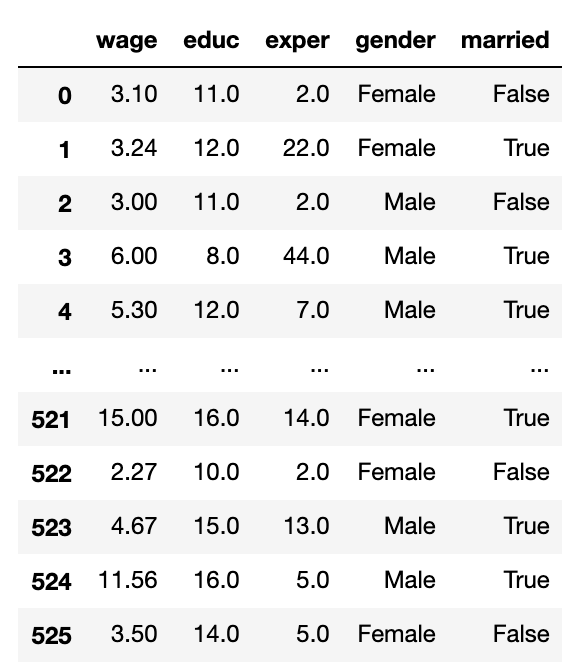 wage educ exper gender married
0 3.10 11.0 2.0 Female False
1 3.24 12.0 22.0 Female True
2 3.00 11.0 2.0 Male False
3 6.00 8.0 44.0 Male True
4 5.30 12.0 7.0 Male True
... ... ... ... ... ...
521 15.00 16.0 14.0 Female True
522 2.27 10.0 2.0 Female False
523 4.67 15.0 13.0 Male True
524 11.56 16.0 5.0 Male True
525 3.50 14.0 5.0 Female False